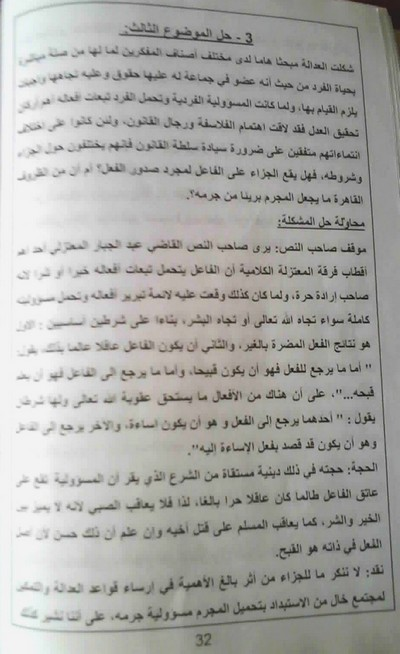 3 - حل الموضوع الثالث:
شكلت العدالة مبحثا هاما لدى مختلف أصناف المفكرين لما لها من صلة مباشرة
بحياة الفرد من حيث أنه عضو في جماعة له عليها حقوق وعليه تجاهها واجبات
يلزم القيام بها، ولما كانت المسؤولية الفردية وتحمل الفرد تبعات أفعاله أهم أركان
تحقيق العدل فقد لاقت اهتمام الفلاسفة ورجال القانون، ولئن كانوا على اختلاف
انتماءاتهم متفقين على ضرورة سيادة سلطة القانون فإنهم يختلفون حول الجزاء
وشروطه، فهل يقع الجزاء على الفاعل لمجرد صدور الفعل؟ أم أن من الظروف
القاهرة ما يجعل المجرم بريئا من جرمه؟.
محاولة حل المشكلة:
موقف صاحب النص: يرى صاحب النص القاضي عبد الجبار المعتزلي أحد أهم
أقطاب فرقة المعتزلة الكلامية أن الفاعل يتحمل تبعات أفعاله خيرا أو شرا لأنه
صاحب إرادة حرة، ولما كان كذلك وقعت عليه لائمة تبرير أفعاله وتحمل مسؤوليته
كاملة سواء تجاه الله تعالى أو تجاه البشر، بناءا على شرطين أساسيين: الأول
هو نتائج الفعل المضرة بالغير، والثاني أن يكون الفاعل عاقلا عالما بذلك، يقول:
" أما ما يرجع للفعل فهو أن يكون قبيحا، وأما ما يرجع إلى الفاعل فهو أن يعلم
قبحه..."، على أن هناك من الأفعال ما يستحق عقوبة الله تعالى ولها شرطان
يقول: " أحدهما يرجع إلى الفعل و هو أن يكون إساءة، والآخر يرجع إلى الفاعل
وهو أن يكون قد قصد بفعل الإساءة إليه".
الحجة: حجته في ذلك دينية مستقاة من الشرع الذي يقر أن المسؤولية تقع على
عاتق الفاعل طالما كان عاقلا حرا بالغا، لذا فلا يعاقب الصبي لأنه لا يميز بين
الخير والشر، كما يعاقب المسلم على قتل أخيه وإن علم أن ذلك حسن لأن أصل
الفعل في ذاته هو القبح.
نقد: لا ننكر ما للجزاء من أثر بالغ الأهمية في إرساء قواعد العدالة والتمكين
لمجتمع خال من الاستبداد بتحميل المجرم مسؤولية جرمه، على أننا نشير كذلك
32